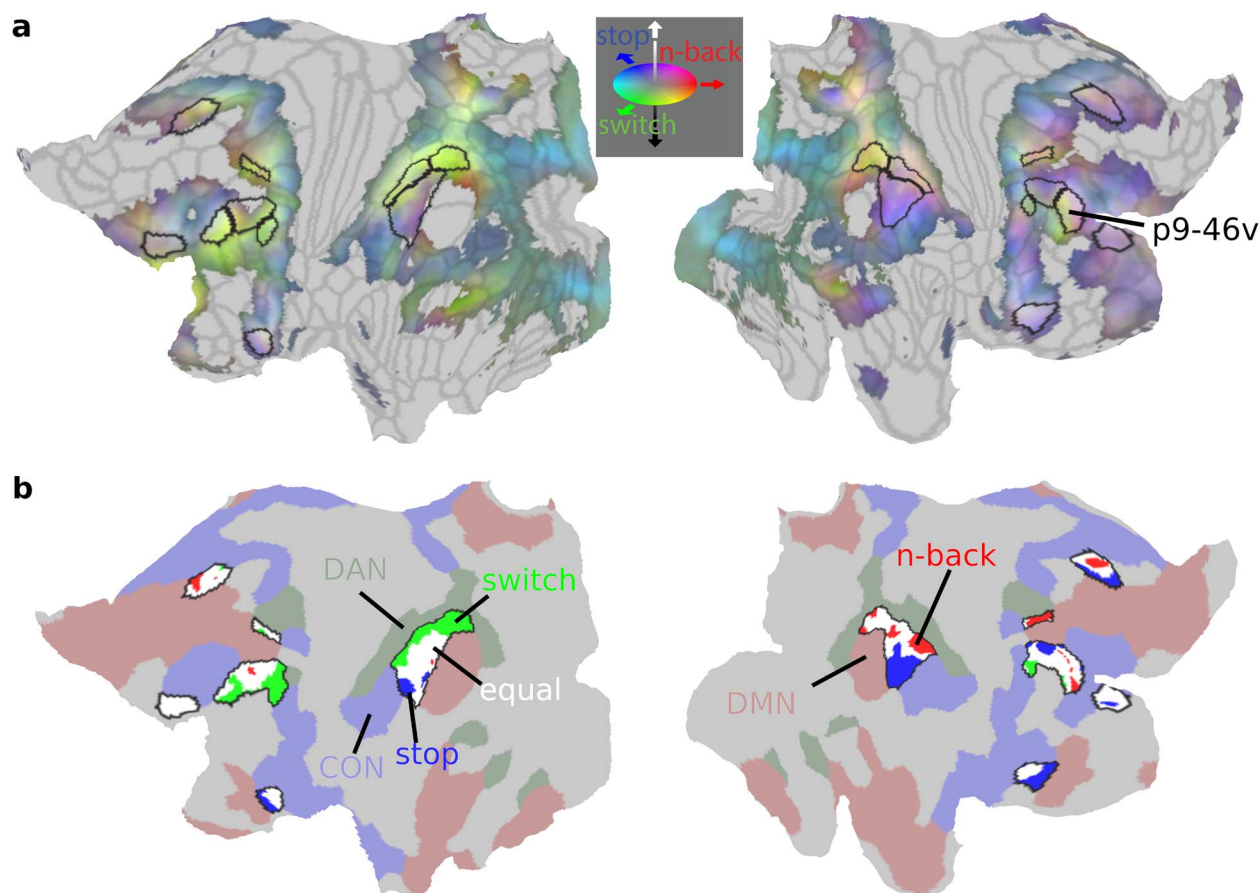 a
stop
n-back
switch
p9-46v
b
DAN
switch
n-back
equal
DMN
CON
stop